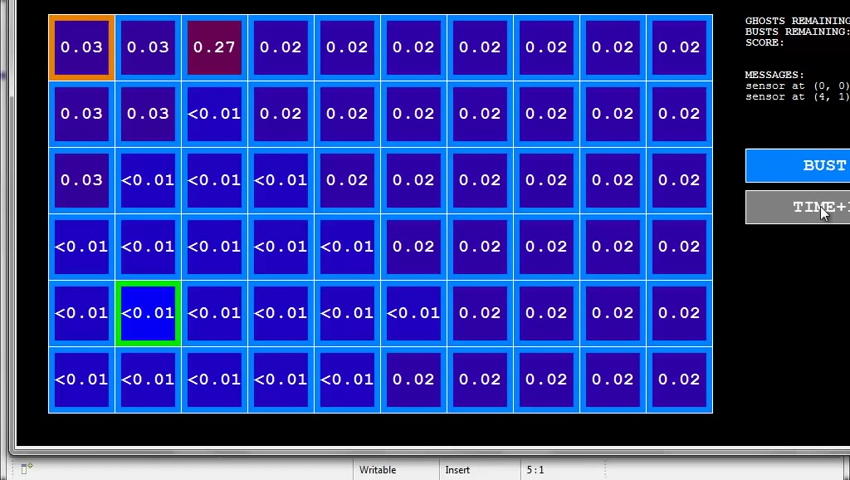 0.03 0.03 0.27 0.02 0.02 0.02 0.02 0.02 0.02 0.02
0.03 0.03 <0.01 0.02 0.02 0.02 0.02 0.02 0.02 0.02
0.03 <0.01 <0.01 <0.01 0.02 0.02 0.02 0.02 0.02 0.02
<0.01 <0.01 <0.01 <0.01 <0.01 0.02 0.02 0.02 0.02 0.02
<0.01 <0.01 <0.01 <0.01 <0.01 <0.01 0.02 0.02 0.02 0.02
<0.01 <0.01 <0.01 <0.01 <0.01 0.02 0.02 0.02 0.02 0.02
GHOSTS REMAINING
BUSTS REMAINING:
SCORE:
MESSAGES:
sensor at (0, 0)
sensor at (4, 1)
BUST
TIME+
Writable Insert 5 : 1